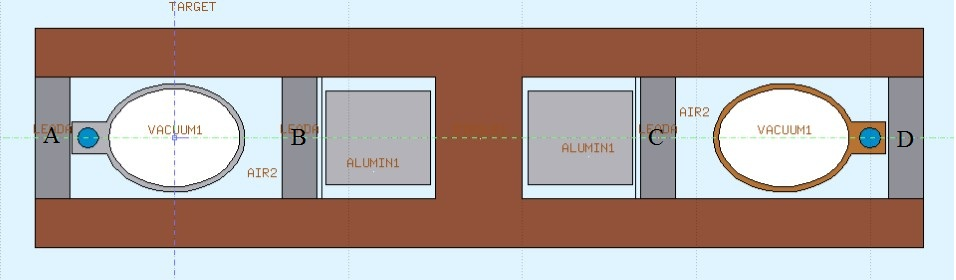 TARGET
A LEADA VACUUM1 LEADA B ALUMIN1 ALUMIN1 LEADA C AIR2 VACUUM1 D
AIR2